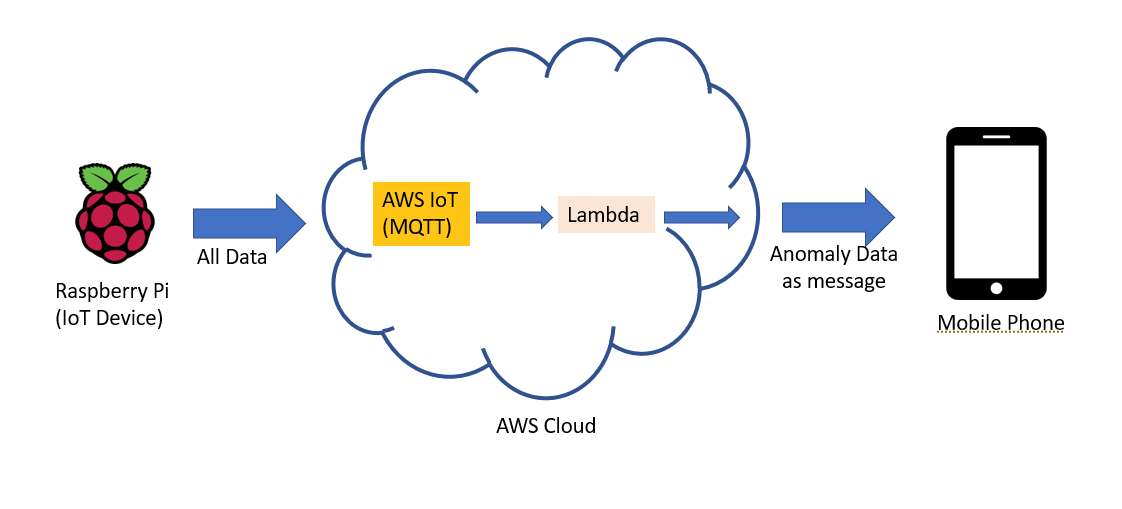 AWS IoT
(MQTT)
Lambda
All Data
Anomaly Data
as message
Raspberry Pi
(IoT Device)
Mobile Phone
AWS Cloud